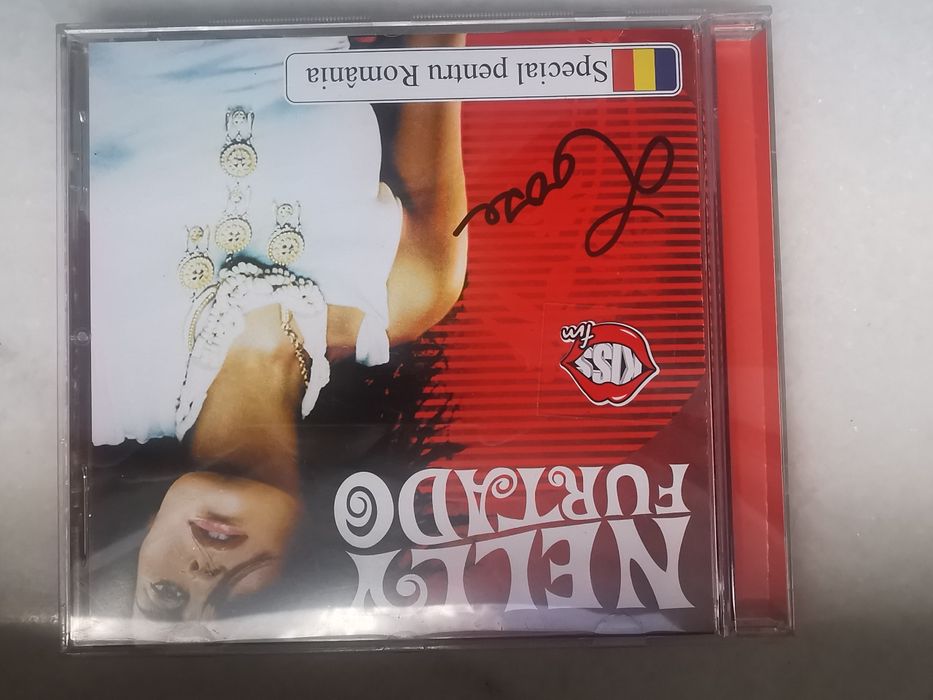 NELLY
FURTADO
KISS
fm
Loose
Special pentru România